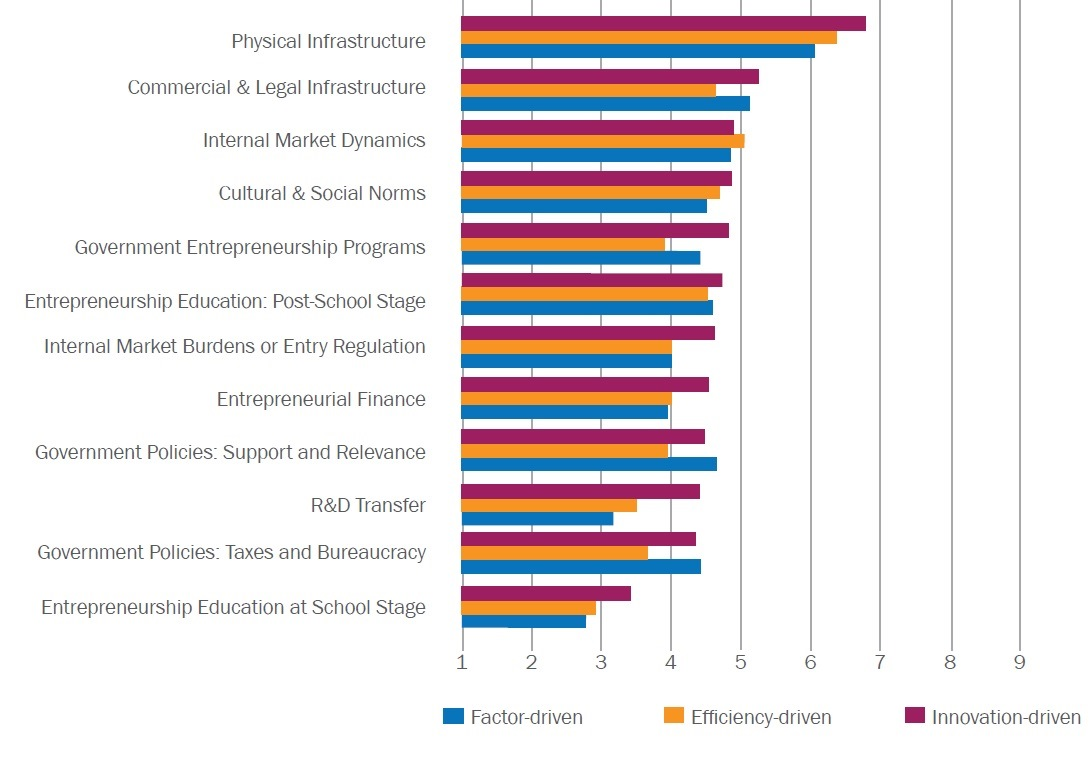 Physical Infrastructure
Commercial & Legal Infrastructure
Internal Market Dynamics
Cultural & Social Norms
Government Entrepreneurship Programs
Entrepreneurship Education: Post-School Stage
Internal Market Burdens or Entry Regulation
Entrepreneurial Finance
Government Policies: Support and Relevance
R&D Transfer
Government Policies: Taxes and Bureaucracy
Entrepreneurship Education at School Stage
1 2 3 4 5 6 7 8 9
Factor-driven Efficiency-driven Innovation-driven